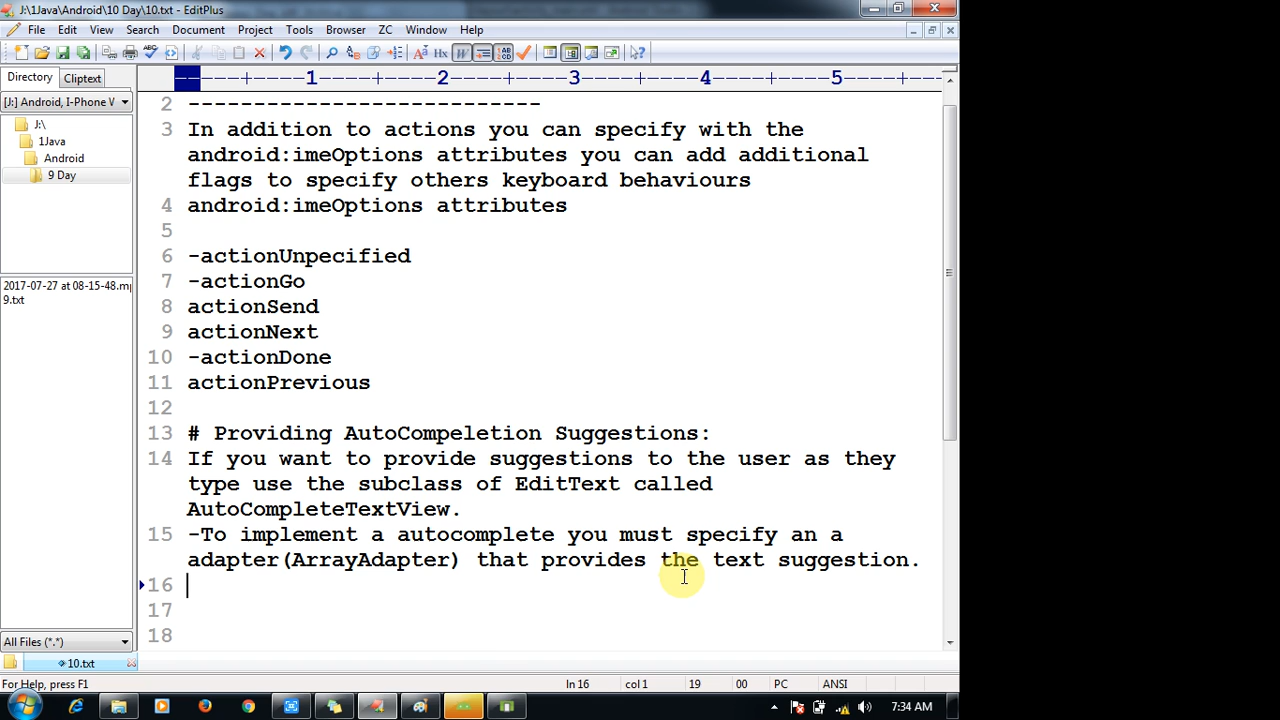 J:\1Java\Android\10 Day\10.txt - EditPlus
File Edit View Search Document Project Tools Browser ZC Window Help
Directory Cliptext
[J:] Android, I-Phone V
J:\
1Java
Android
9 Day
2017-07-27 at 08-15-48.mp
9.txt
All Files (*.*)
----+----1----+----2----+----3----+----4----+----5----+---
2 ---------------------------
3 In addition to actions you can specify with the
android:imeOptions attributes you can add additional
flags to specify others keyboard behaviours
4 android:imeOptions attributes
5
6 -actionUnpecified
7 -actionGo
8 actionSend
9 actionNext
10 -actionDone
11 actionPrevious
12
13 # Providing AutoCompeletion Suggestions:
14 If you want to provide suggestions to the user as they
type use the subclass of EditText called
AutoCompleteTextView.
15 -To implement a autocomplete you must specify an a
adapter(ArrayAdapter) that provides the text suggestion.
16
17
18
10.txt
For Help, press F1 ln 16 col 1 19 00 PC ANSI
7:34 AM